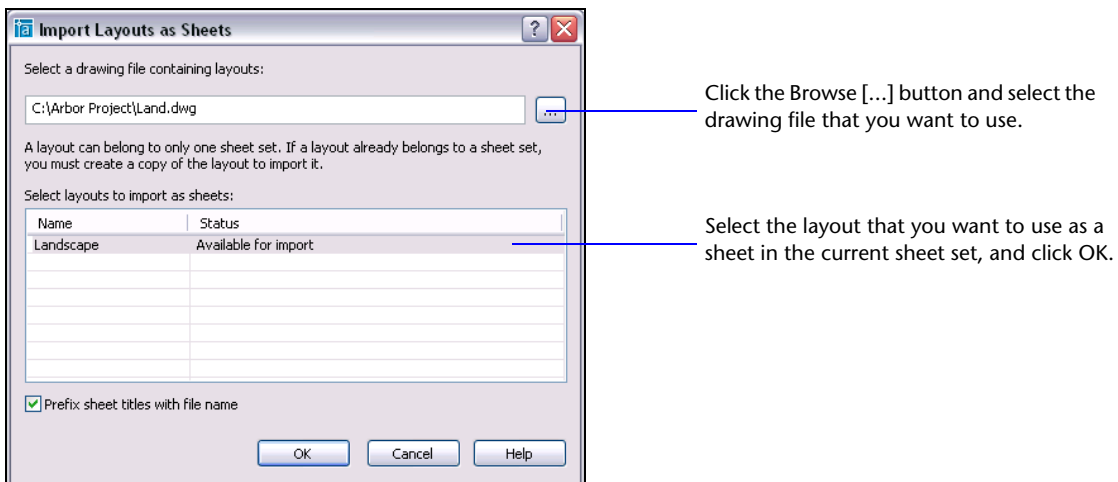 Import Layouts as Sheets
Select a drawing file containing layouts:
C:\Arbor Project\Land.dwg
...
Click the Browse [...] button and select the
drawing file that you want to use.
A layout can belong to only one sheet set. If a layout already belongs to a sheet set,
you must create a copy of the layout to import it.
Select layouts to import as sheets:
Name Status
Landscape Available for import
Select the layout that you want to use as a
sheet in the current sheet set, and click OK.
Prefix sheet titles with file name
OK Cancel Help